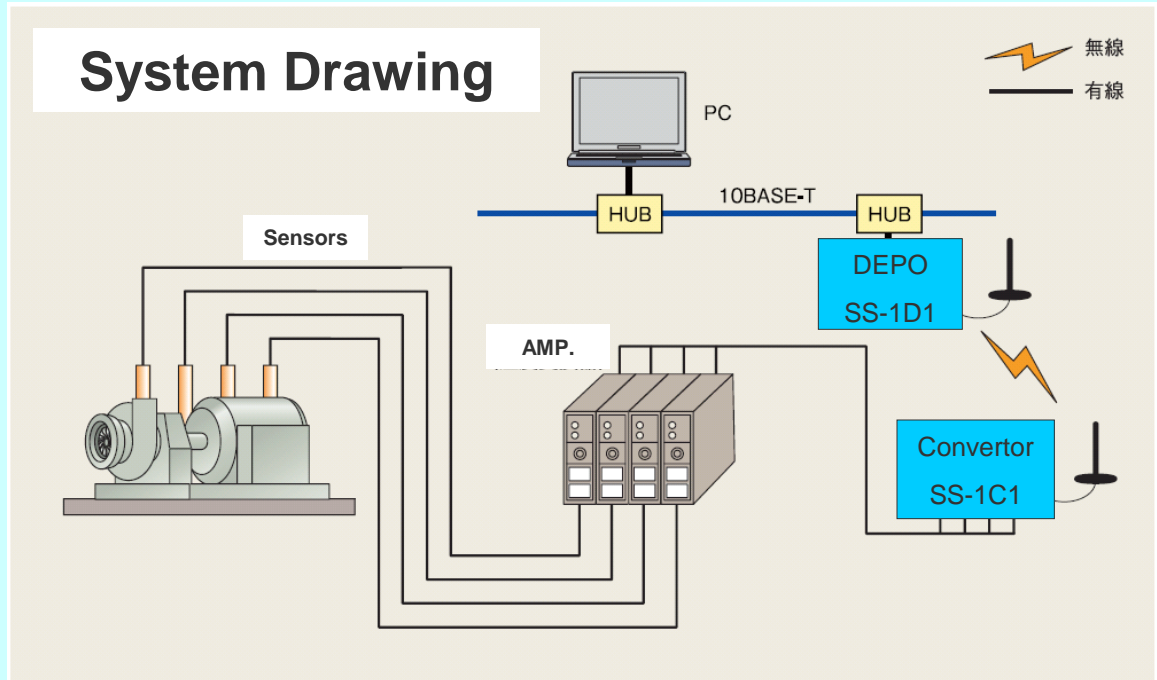 System Drawing
無線
有線
PC
10BASE-T
HUB
HUB
Sensors
DEPO
SS-1D1
AMP.
Convertor
SS-1C1